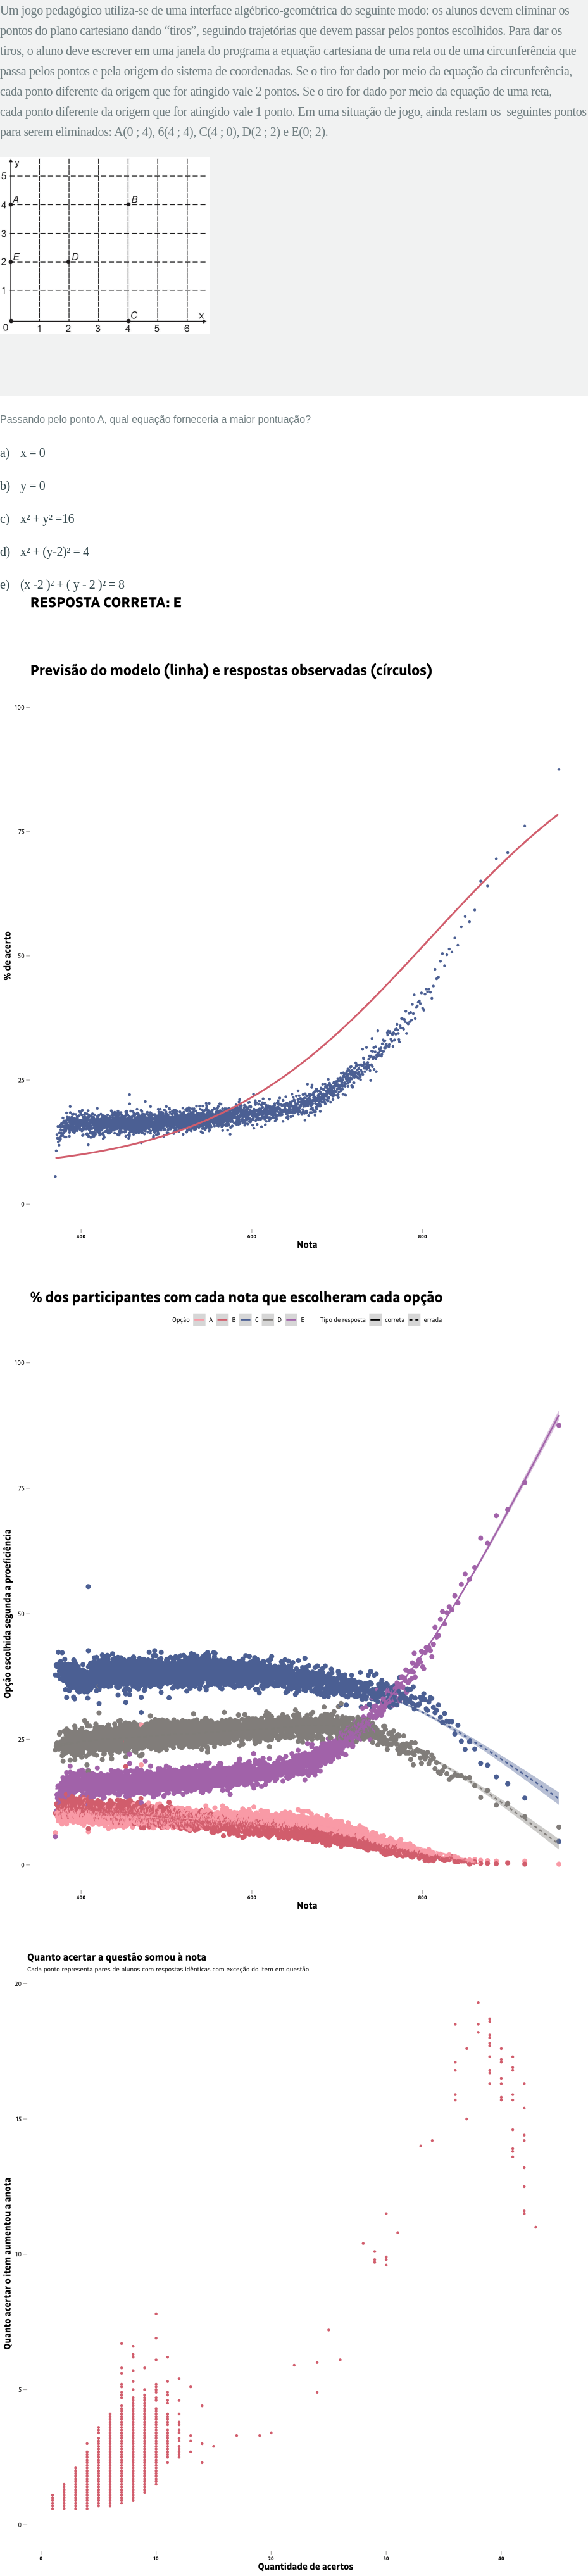 Um jogo pedagógico utiliza-se de uma interface algébrico-geométrica do seguinte modo: os alunos devem eliminar os
pontos do plano cartesiano dando “tiros”, seguindo trajetórias que devem passar pelos pontos escolhidos. Para dar os
tiros, o aluno deve escrever em uma janela do programa a equação cartesiana de uma reta ou de uma circunferência que
passa pelos pontos e pela origem do sistema de coordenadas. Se o tiro for dado por meio da equação da circunferência,
cada ponto diferente da origem que for atingido vale 2 pontos. Se o tiro for dado por meio da equação de uma reta,
cada ponto diferente da origem que for atingido vale 1 ponto. Em uma situação de jogo, ainda restam os seguintes pontos
para serem eliminados: A(0 ; 4), 6(4 ; 4), C(4 ; 0), D(2 ; 2) e E(0; 2).
y
5
4 A B
3
2 E D
1
C x
0 1 2 3 4 5 6
Passando pelo ponto A, qual equação forneceria a maior pontuação?
a) x = 0
b) y = 0
c) x² + y² =16
d) x² + (y-2)² = 4
e) (x -2 )² + ( y - 2 )² = 8
RESPOSTA CORRETA: E
Previsão do modelo (linha) e respostas observadas (círculos)
100
75
50
25
0
% de acerto
400 600 800
Nota
% dos participantes com cada nota que escolheram cada opção
Opção A B C D E Tipo de resposta correta errada
100
75
50
25
0
Opção escolhida segunda a proeficiência
400 600 800
Nota
Quanto acertar a questão somou à nota
Cada ponto representa pares de alunos com respostas idênticas com exceção do item em questão
20
15
10
5
0
Quanto acertar o item aumentou a anota
0 10 20 30 40
Quantidade de acertos